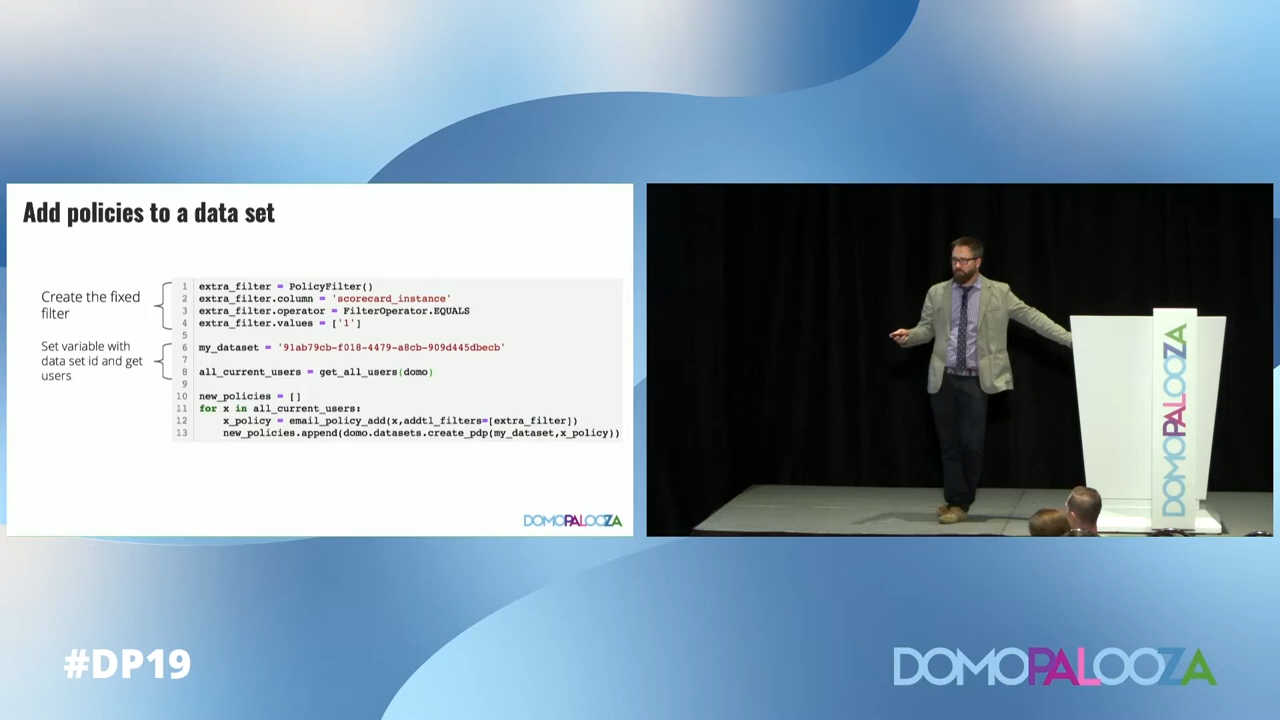 Add policies to a data set
Create the fixed
filter
Set variable with
data set id and get
users
1 extra_filter = PolicyFilter()
2 extra_filter.column = 'scorecard_instance'
3 extra_filter.operator = FilterOperator.EQUALS
4 extra_filter.values = ['1']
5
6 my_dataset = '91ab79cb-f018-4479-a8cb-909d445dbecb'
7
8 all_current_users = get_all_users(domo)
9
10 new_policies = []
11 for x in all_current_users:
12 x_policy = email_policy_add(x,addtl_filters=[extra_filter])
13 new_policies.append(domo.datasets.create_pdp(my_dataset,x_policy))
DOMOPALOOZA
DOMOPALOOZA
#DP19
DOMOPALOOZA